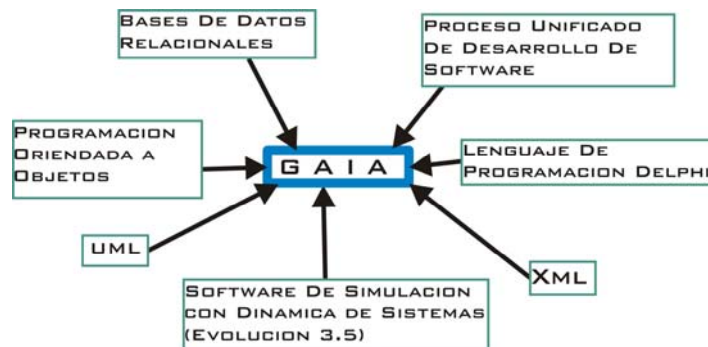 BASES DE DATOS
RELACIONALES
PROCESO UNIFICADO
DE DESARROLLO DE
SOFTWARE
PROGRAMACION
ORIENDADA A
OBJETOS
G A I A
LENGUAJE DE
PROGRAMACION DELPHI
UML
SOFTWARE DE SIMULACION
CON DINAMICA DE SISTEMAS
(EVOLUCION 3.5)
XML